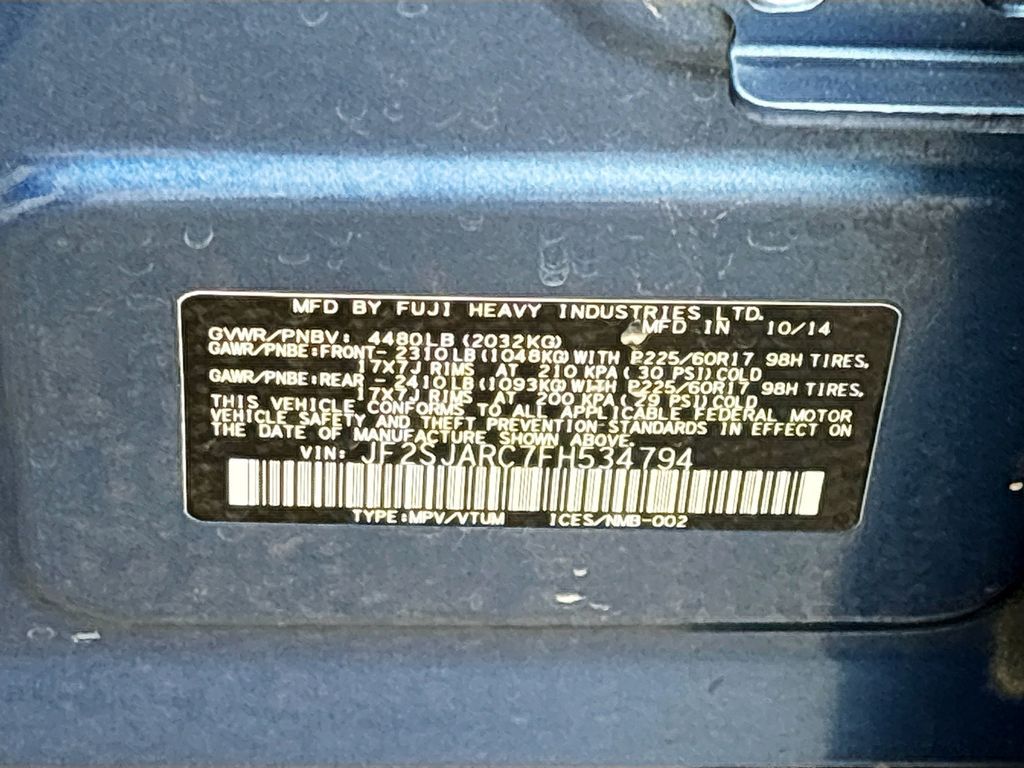 MFD BY FUJI HEAVY INDUSTRIES LTD.
MFD IN 10/14
GVWR/PNBV: 4480LB(2032KG)
GAWR/PNBE:FRONT- 2310LB(1048KG)WITH P225/60R17 98H TIRES,
17X7J RIMS AT 210 KPA(30 PSI)COLD
GAWR/PNBE:REAR -2410LB(1093KG)WITH P225/60R17 98H TIRES,
17X7J RIMS AT 200 KPA(29 PSI)COLD
THIS VEHICLE CONFORMS TO ALL APPLICABLE FEDERAL MOTOR
VEHICLE SAFETY AND THEFT PREVENTION STANDARDS IN EFFECT ON
THE DATE OF MANUFACTURE SHOWN ABOVE.
VIN: JF2SJARC7FH534794
TYPE:MPV/VTUM ICES/NMB-002